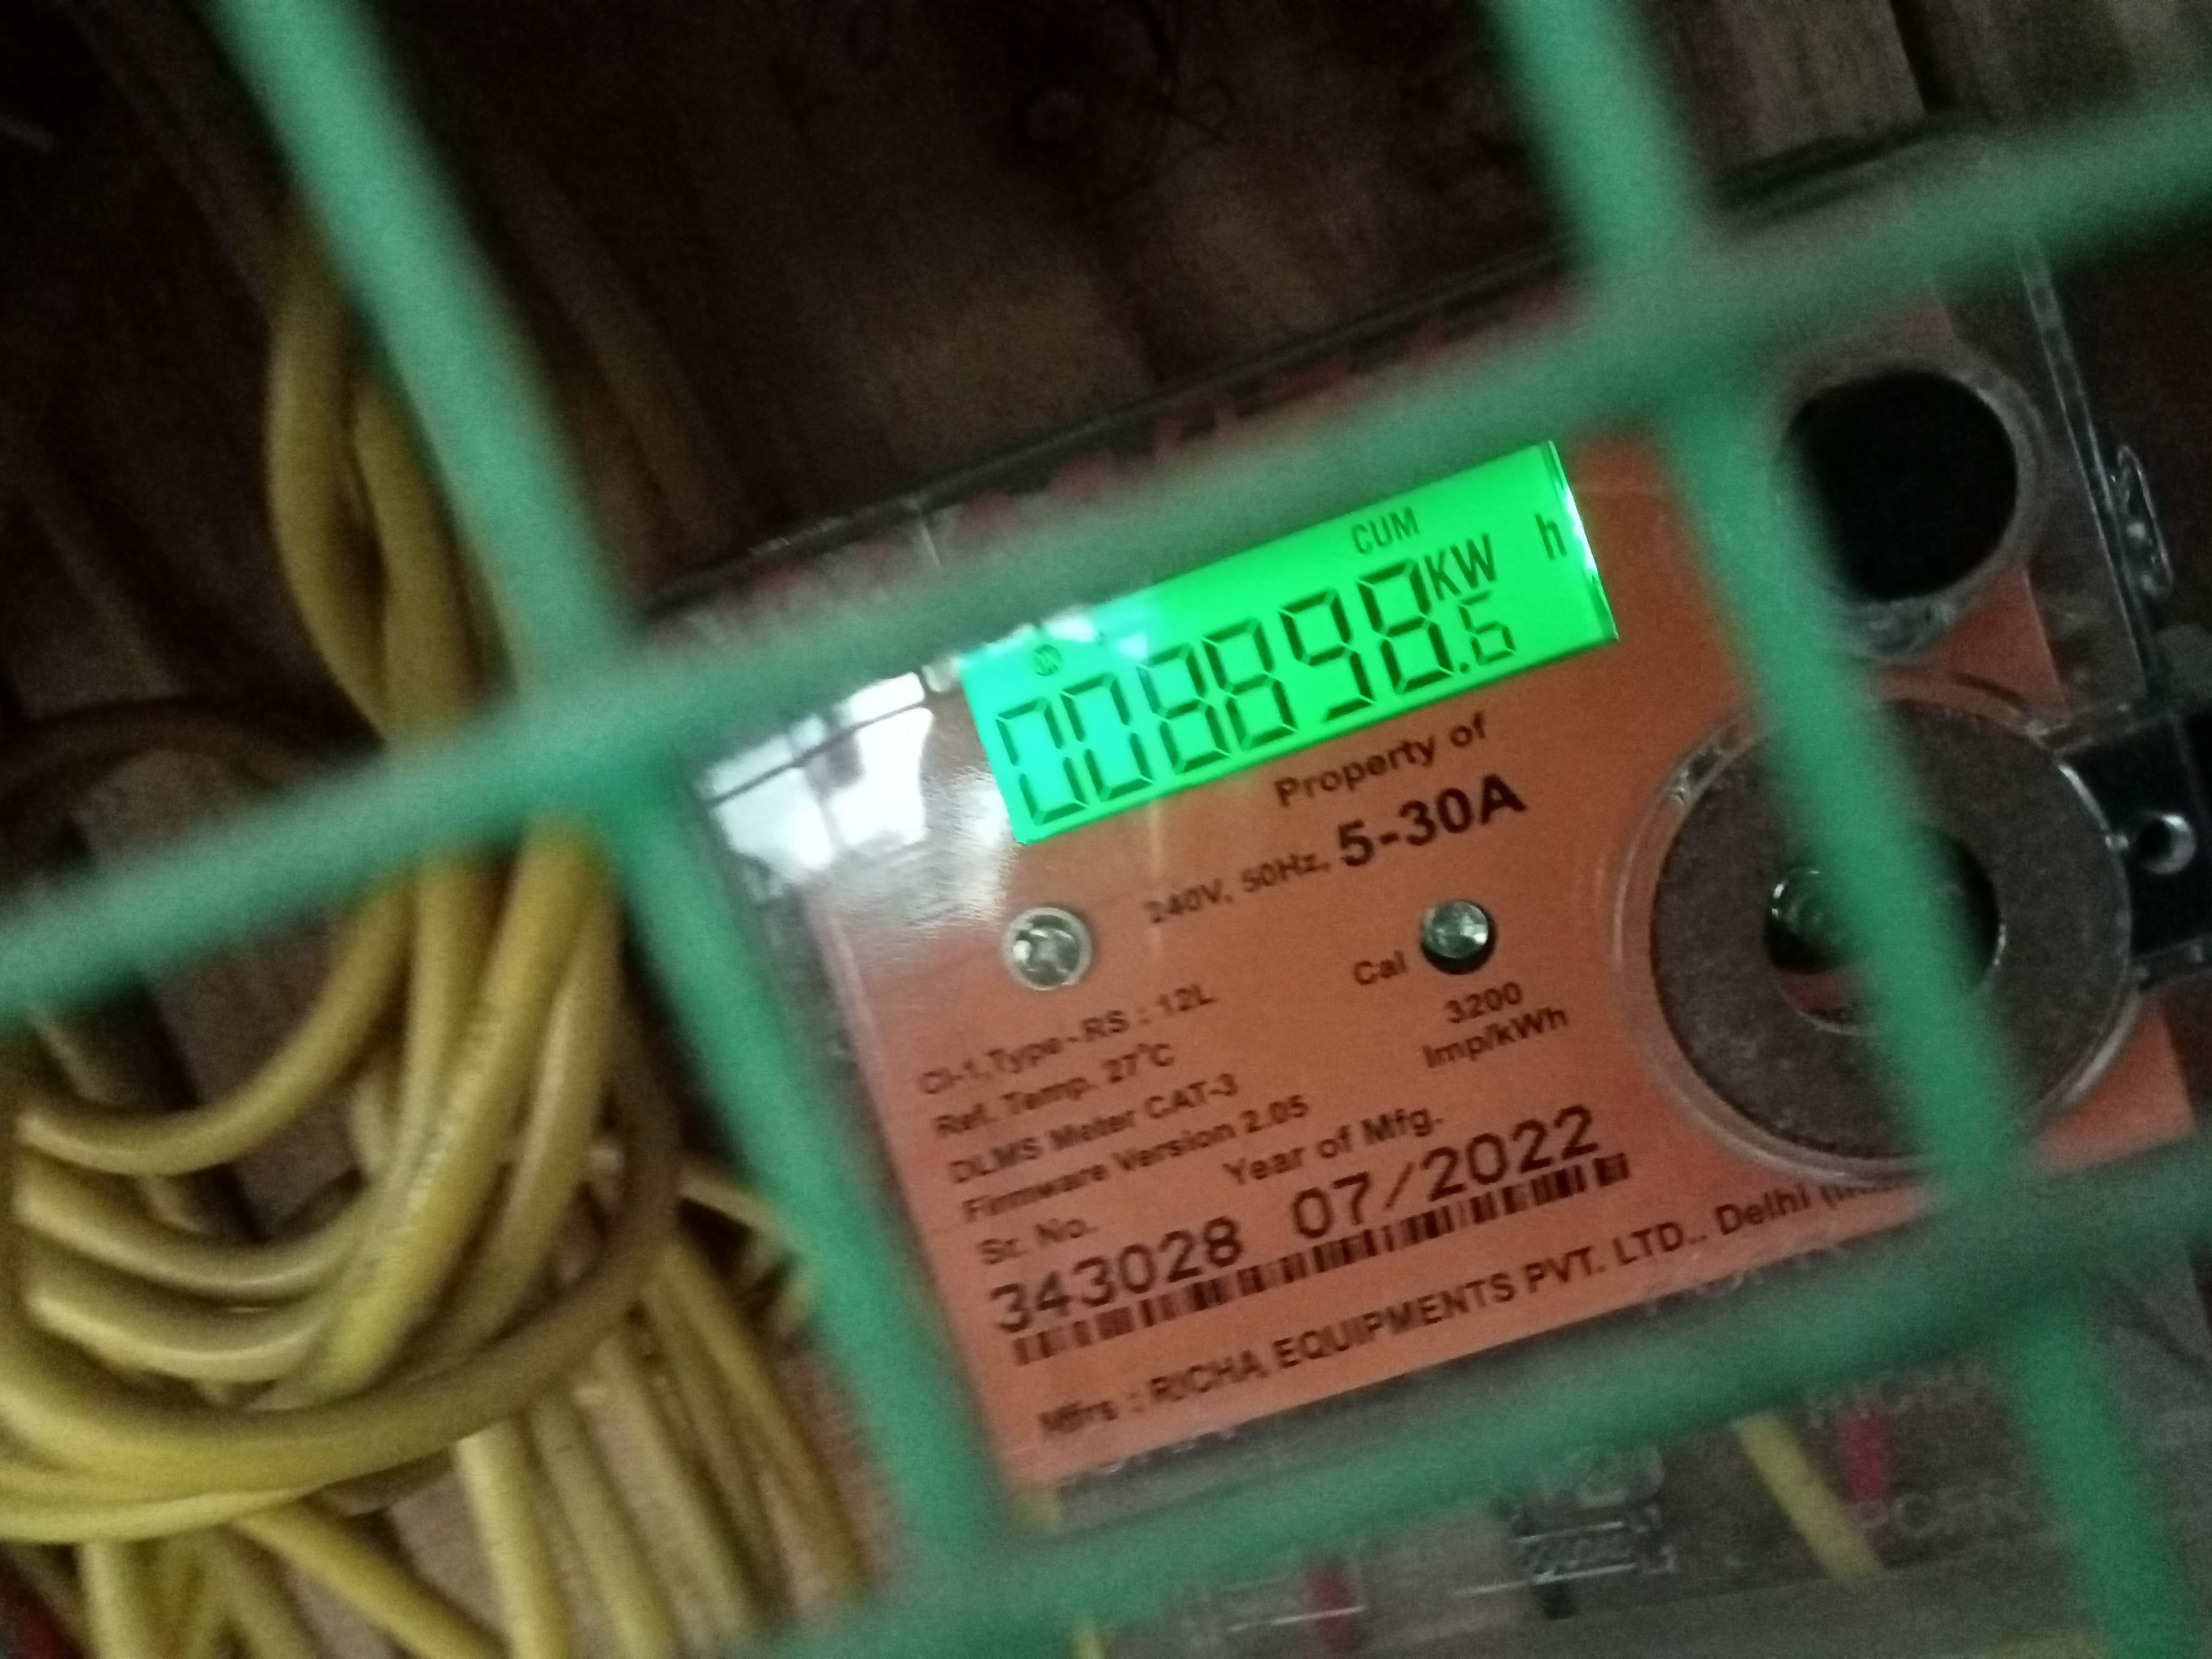 CUM
008898.6 KW h
Property of
240V, 50Hz, 5-30A
Cal
3200
Imp/kWh
Cl-1,Type-RS : 12L
Ref. Temp. 27°C
DLMS Meter CAT-3
Firmware Version 2.05
Sr. No. Year of Mfg.
343028 07/2022
Mfrs : RICHA EQUIPMENTS PVT. LTD., Delhi